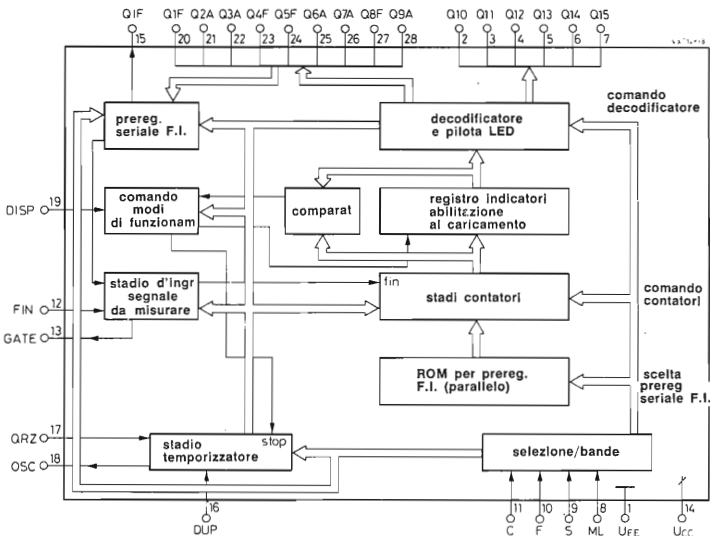 Q1F Q1F Q2A Q3A Q4F Q5F Q6A Q7A Q8F Q9A Q10 Q11 Q12 Q13 Q14 Q15
15 20 21 22 23 24 25 26 27 28 2 3 4 5 6 7
comando
decodificatore
prereg.
seriale F.I.
decodificatore
e pilota LED
DISP 19
comando
modi
di funzionam
comparat
registro indicatori
abilitazione
al caricamento
stadio d'ingr
segnale
da misurare
fin
stadi contatori
comando
contatori
FIN 12
GATE 13
ROM per prereg.
F.I. (parallelo)
scelta
prereg
seriale F.I.
QRZ 17
OSC 18
stop
stadio
temporizzatore
selezione/bande
16 11 10 9 8 1 14
DUP C F S ML UEE UCC